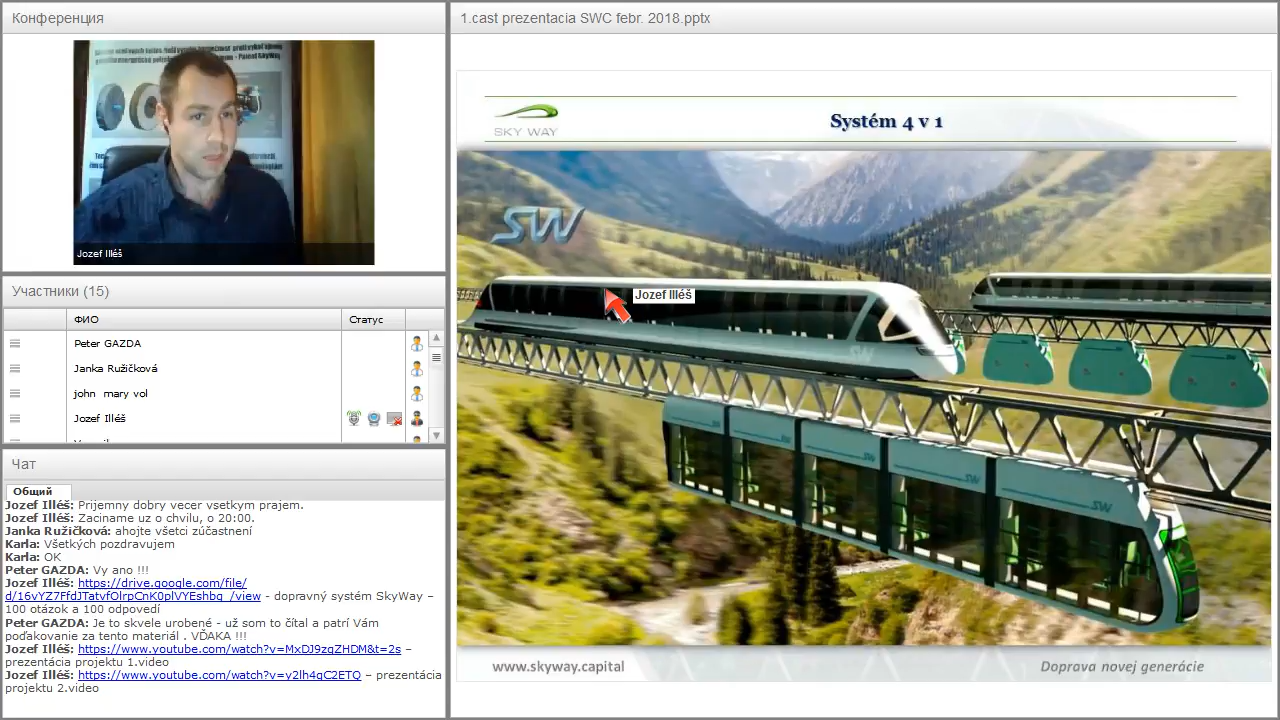 Конференция
Jozef Illéš
Участники (15)
ФИО
Статус
Peter GAZDA
Janka Ružičková
john mary vol
Jozef Illéš
Чат
Общий
Jozef Illéš: Prijemny dobry vecer vsetkym prajem.
Jozef Illéš: Zaciname uz o chvilu, o 20:00.
Janka Ružičková: ahojte všetci zúčastnení
Karla: Všetkých pozdravujem
Karla: OK
Peter GAZDA: Vy ano !!!
Jozef Illéš: https://drive.google.com/file/
/view - dopravný systém SkyWay –
100 otázok a 100 odpovedí
Peter GAZDA: Je to skvele urobené - už som to čítal a patrí Vám
poďakovanie za tento materiál . VĎAKA !!!
Jozef Illéš: https://www.youtube.com/watch?v=MxDJ9zqZHDM&t=2s –
prezentácia projektu 1.video
Jozef Illéš: https://www.youtube.com/watch?v=y2lh4gC2ETQ – prezentácia
projektu 2.video
1.cast prezentacia SWC febr. 2018.pptx
SKY WAY
Systém 4 v 1
SW
Jozef Illéš
SW
SW
SW
SW
SW
www.skyway.capital
Doprava novej generácie